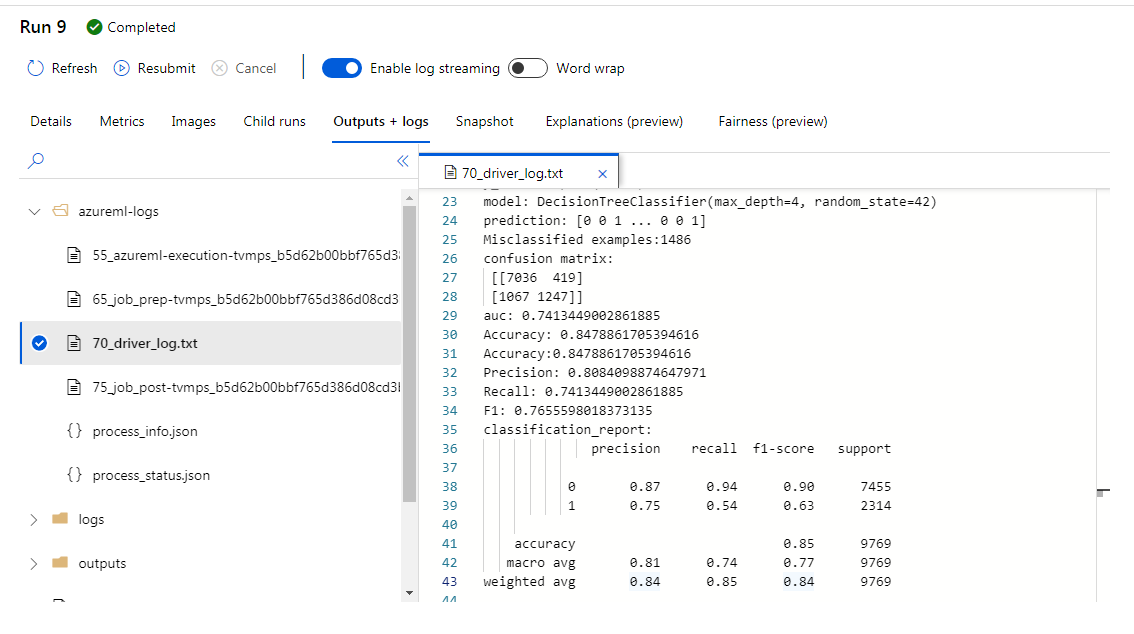 Run 9 Completed
Refresh Resubmit Cancel Enable log streaming Word wrap
Details Metrics Images Child runs Outputs + logs Snapshot Explanations (preview) Fairness (preview)
azureml-logs
55_azureml-execution-tvmps_b5d62b00bbf765d3
65_job_prep-tvmps_b5d62b00bbf765d386d08cd3
70_driver_log.txt
75_job_post-tvmps_b5d62b00bbf765d386d08cd3
{} process_info.json
{} process_status.json
logs
outputs
70_driver_log.txt ×
23 model: DecisionTreeClassifier(max_depth=4, random_state=42)
24 prediction: [0 0 1 ... 0 0 1]
25 Misclassified examples:1486
26 confusion matrix:
27 [[7036 419]
28 [1067 1247]]
29 auc: 0.7413449002861885
30 Accuracy: 0.8478861705394616
31 Accuracy:0.8478861705394616
32 Precision: 0.8084098874647971
33 Recall: 0.7413449002861885
34 F1: 0.7655598018373135
35 classification_report:
36 precision recall f1-score support
37
38 0 0.87 0.94 0.90 7455
39 1 0.75 0.54 0.63 2314
40
41 accuracy 0.85 9769
42 macro avg 0.81 0.74 0.77 9769
43 weighted avg 0.84 0.85 0.84 9769
44